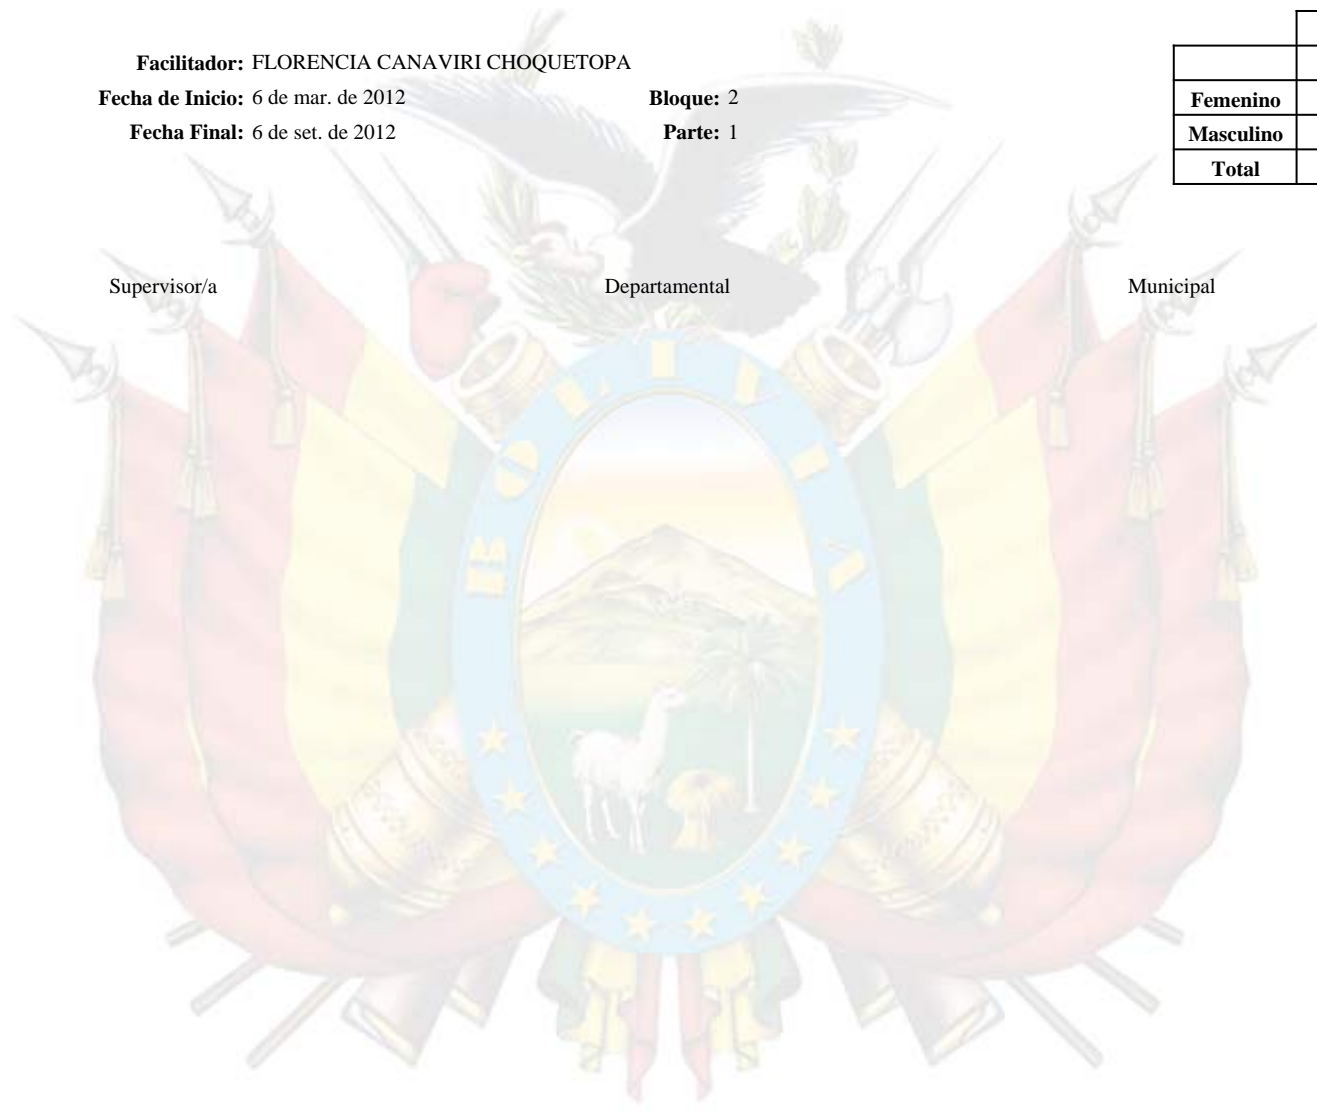 Facilitador: FLORENCIA CANAVIRI CHOQUETOPA
Fecha de Inicio: 6 de mar. de 2012 Bloque: 2
Fecha Final: 6 de set. de 2012 Parte: 1
Femenino
Masculino
Total
Supervisor/a Departamental Municipal
BOLIVIA